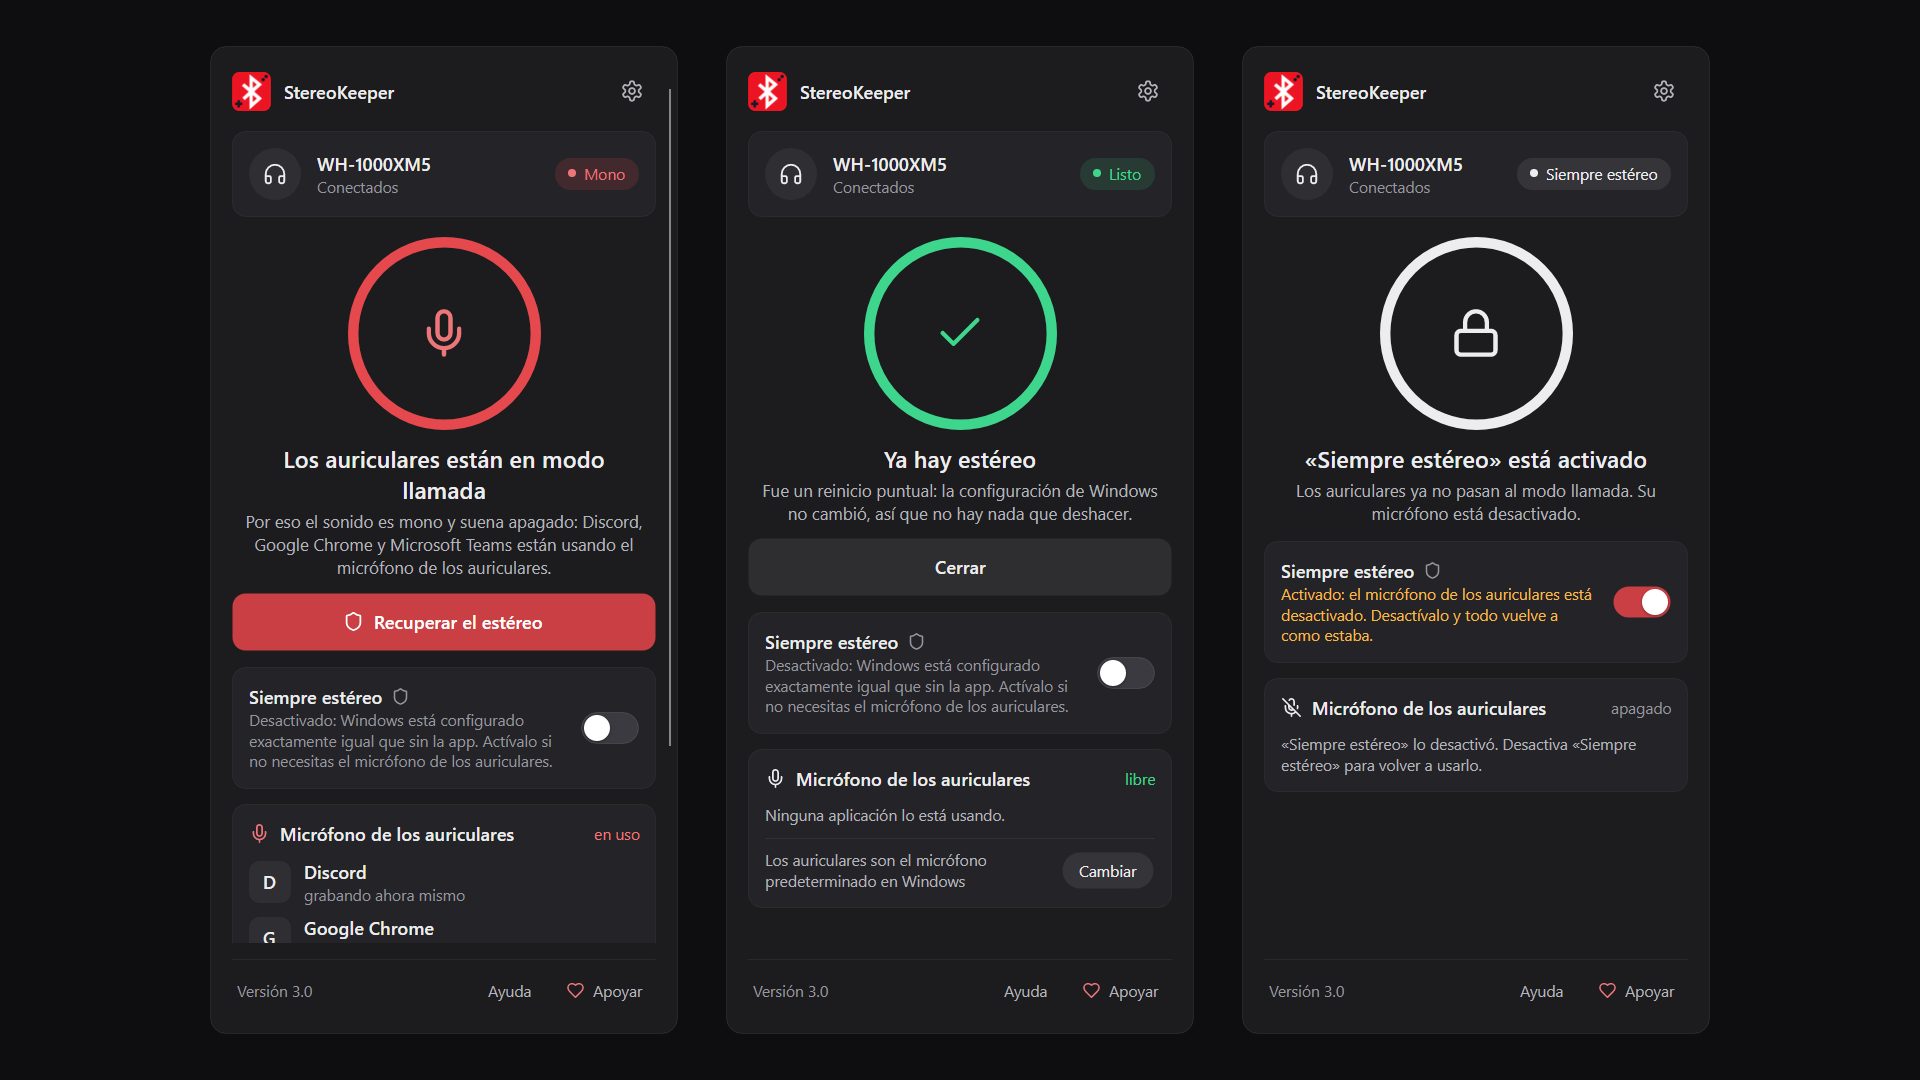 StereoKeeper
WH-1000XM5
Conectados
Mono
Los auriculares están en modo
llamada
Por eso el sonido es mono y suena apagado: Discord,
Google Chrome y Microsoft Teams están usando el
micrófono de los auriculares.
Recuperar el estéreo
Siempre estéreo
Desactivado: Windows está configurado
exactamente igual que sin la app. Actívalo si
no necesitas el micrófono de los auriculares.
Micrófono de los auriculares
en uso
D
Discord
grabando ahora mismo
G
Google Chrome
Versión 3.0
Ayuda
Apoyar
StereoKeeper
WH-1000XM5
Conectados
Listo
Ya hay estéreo
Fue un reinicio puntual: la configuración de Windows
no cambió, así que no hay nada que deshacer.
Cerrar
Siempre estéreo
Desactivado: Windows está configurado
exactamente igual que sin la app. Actívalo si
no necesitas el micrófono de los auriculares.
Micrófono de los auriculares
libre
Ninguna aplicación lo está usando.
Los auriculares son el micrófono
predeterminado en Windows
Cambiar
Versión 3.0
Ayuda
Apoyar
StereoKeeper
WH-1000XM5
Conectados
Siempre estéreo
«Siempre estéreo» está activado
Los auriculares ya no pasan al modo llamada. Su
micrófono está desactivado.
Siempre estéreo
Activado: el micrófono de los auriculares está
desactivado. Desactívalo y todo vuelve a
como estaba.
Micrófono de los auriculares
apagado
«Siempre estéreo» lo desactivó. Desactiva «Siempre
estéreo» para volver a usarlo.
Versión 3.0
Ayuda
Apoyar